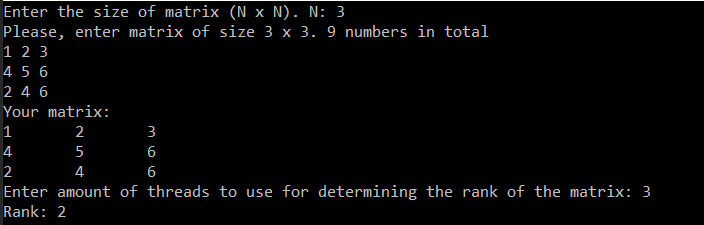 Enter the size of matrix (N x N). N: 3
Please, enter matrix of size 3 x 3. 9 numbers in total
1 2 3
4 5 6
2 4 6
Your matrix:
1 2 3
4 5 6
2 4 6
Enter amount of threads to use for determining the rank of the matrix: 3
Rank: 2